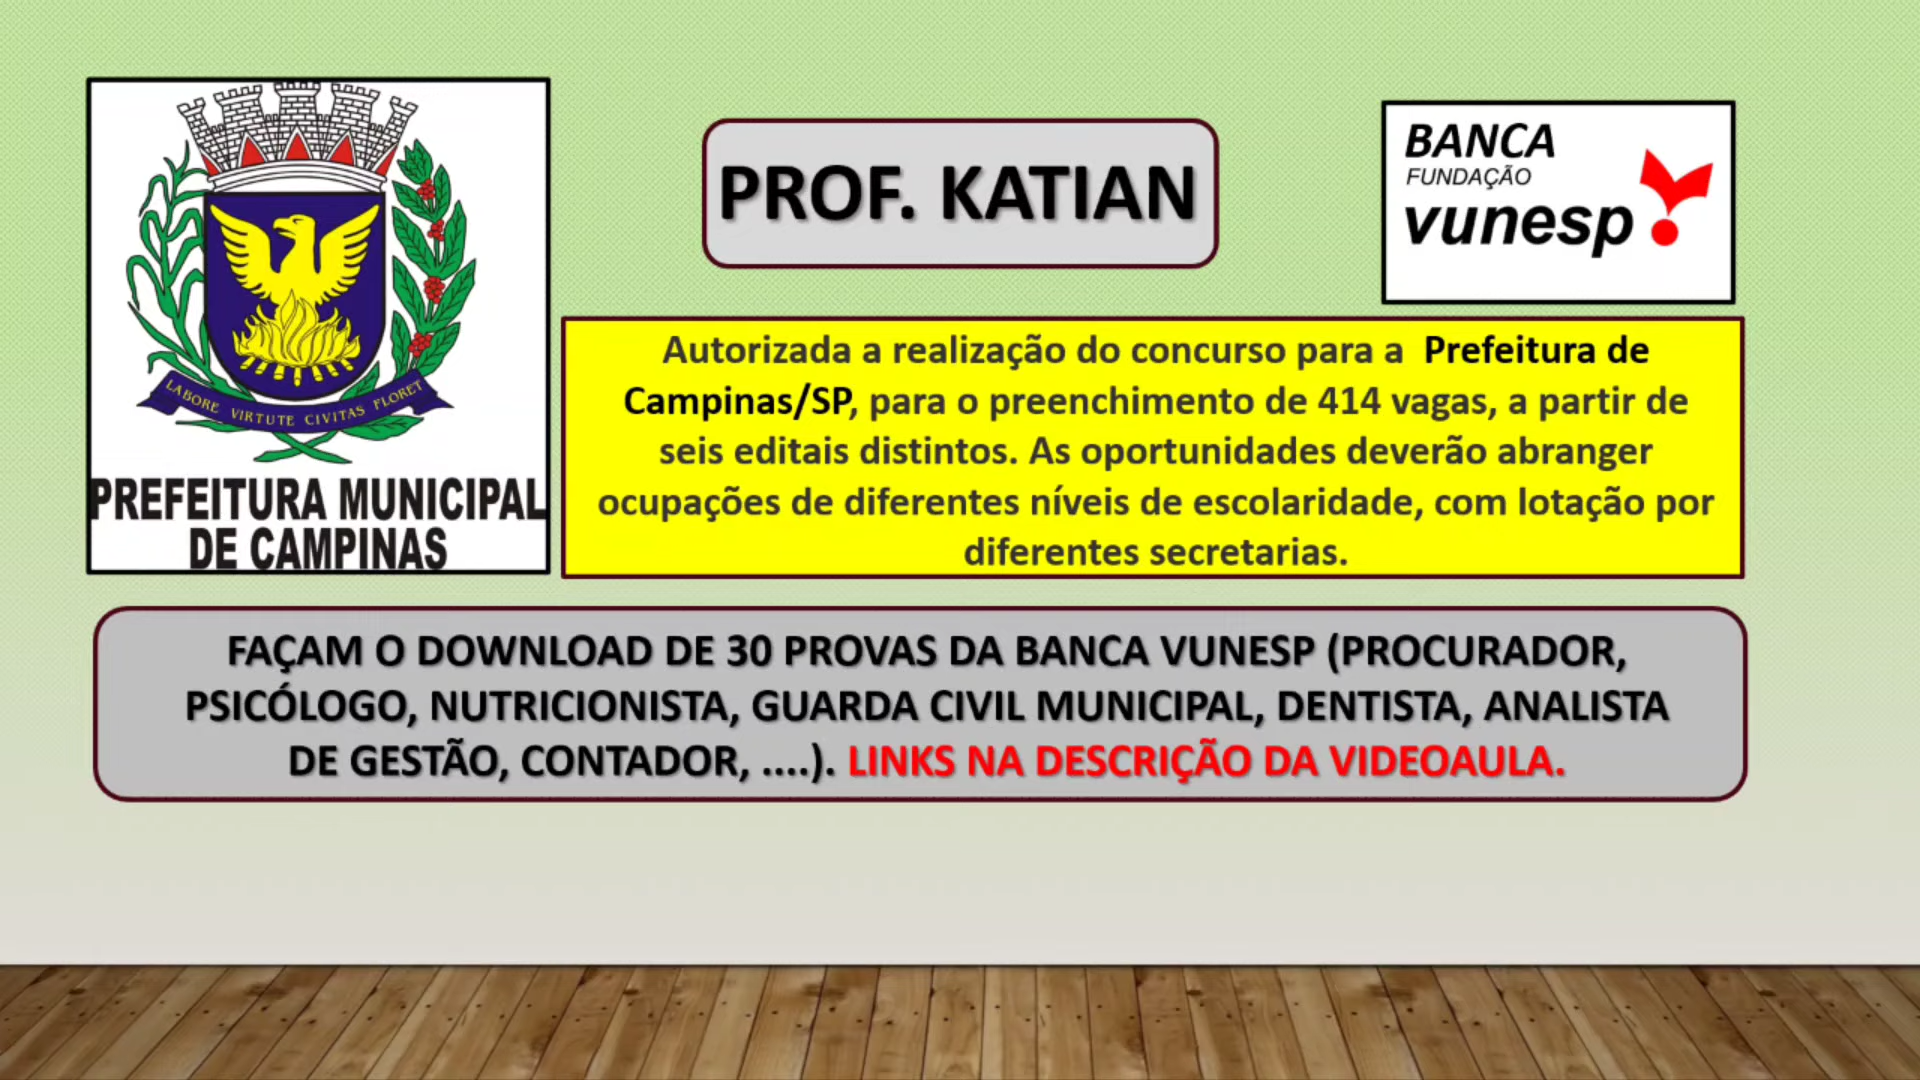 LABORE VIRTUTE CIVITAS FLORET
PREFEITURA MUNICIPAL
DE CAMPINAS
PROF. KATIAN
BANCA
FUNDAÇÃO
vunesp
Autorizada a realização do concurso para a Prefeitura de
Campinas/SP, para o preenchimento de 414 vagas, a partir de
seis editais distintos. As oportunidades deverão abranger
ocupações de diferentes níveis de escolaridade, com lotação por
diferentes secretarias.
FAÇAM O DOWNLOAD DE 30 PROVAS DA BANCA VUNESP (PROCURADOR,
PSICÓLOGO, NUTRICIONISTA, GUARDA CIVIL MUNICIPAL, DENTISTA, ANALISTA
DE GESTÃO, CONTADOR, ....). LINKS NA DESCRIÇÃO DA VIDEOAULA.